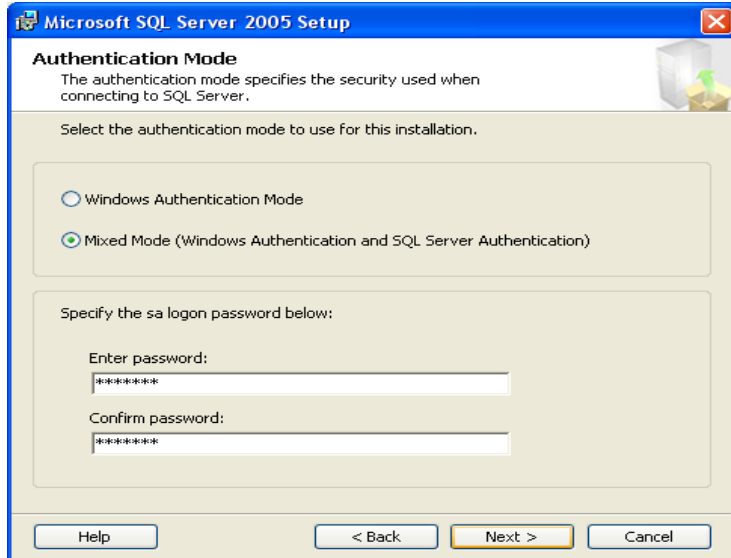 Microsoft SQL Server 2005 Setup
Authentication Mode
The authentication mode specifies the security used when
connecting to SQL Server.
Select the authentication mode to use for this installation.
Windows Authentication Mode
Mixed Mode (Windows Authentication and SQL Server Authentication)
Specify the sa logon password below:
Enter password:
*******
Confirm password:
*******
Help
< Back
Next >
Cancel